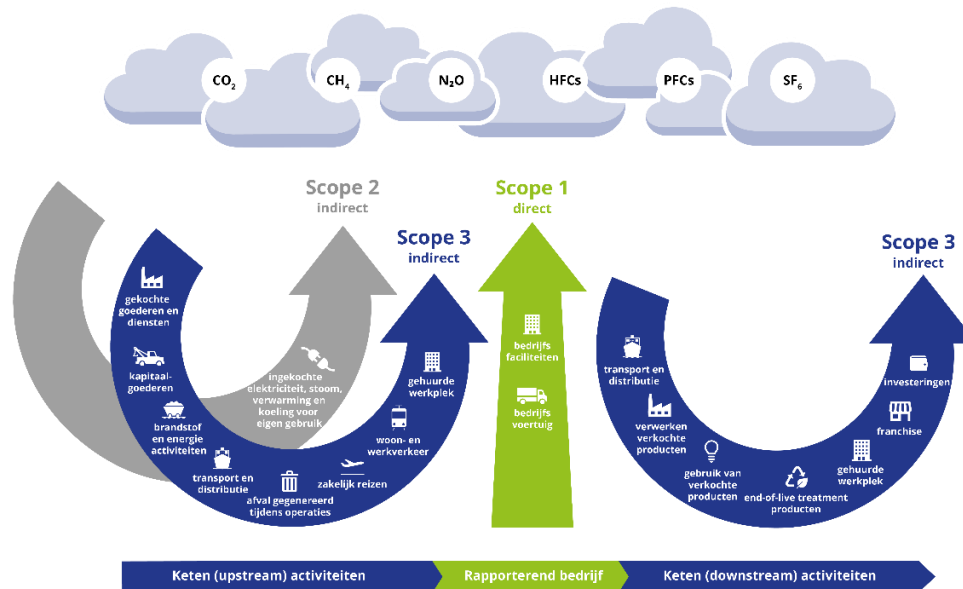 CO₂
CH₄
N₂O
HFCs
PFCs
SF₆
Scope 2
indirect
Scope 1
direct
Scope 3
indirect
Scope 3
indirect
gekochte
goederen en
diensten
kapitaal-
goederen
brandstof
en energie
activiteiten
transport en
distributie
afval gegenereerd
tijdens operaties
zakelijk reizen
woon- en
werkverkeer
gehuurde
werkplek
ingekochte
elektriciteit, stoom,
verwarming en
koeling voor
eigen gebruik
bedrijfs
faciliteiten
bedrijfs
voertuig
transport en
distributie
verwerken
verkochte
producten
gebruik van
verkochte
producten
end-of-live treatment
producten
gehuurde
werkplek
franchise
investeringen
Keten (upstream) activiteiten
Rapporterend bedrijf
Keten (downstream) activiteiten